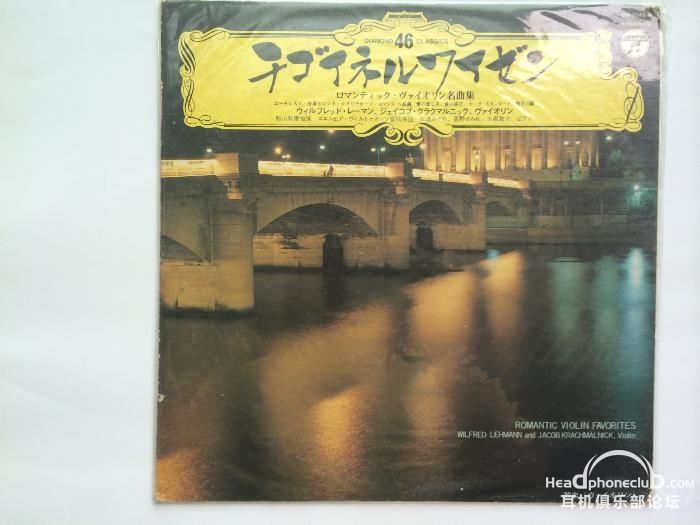 DIAMOND 46 CLASSICS
チゴイネルワイゼン
ロマンティック・ヴァイオリン名曲集
ウィルフレッド・レーマン、ジェイコブ・クラクマルニック、ヴァイオリン
ROMANTIC VIOLIN FAVORITES
WILFRED LEHMANN and JACOB KRACHMALNICK, Violin
HeadphonecluD.Com
耳机俱乐部论坛